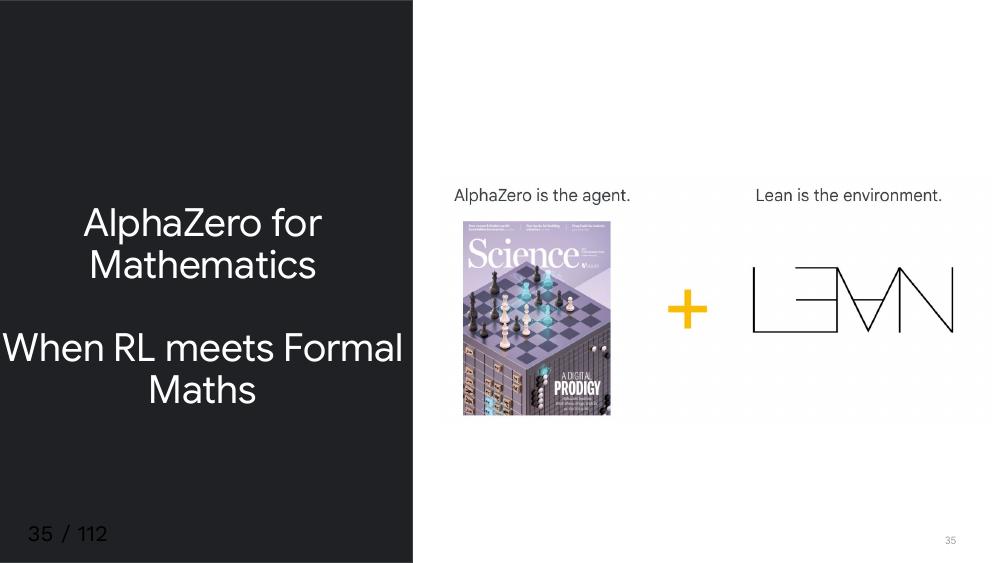 AlphaZero for
Mathematics
When RL meets Formal
Maths
35 / 112
AlphaZero is the agent.
Lean is the environment.
Science
A DIGITAL
PRODIGY
+
L∃∀N
35